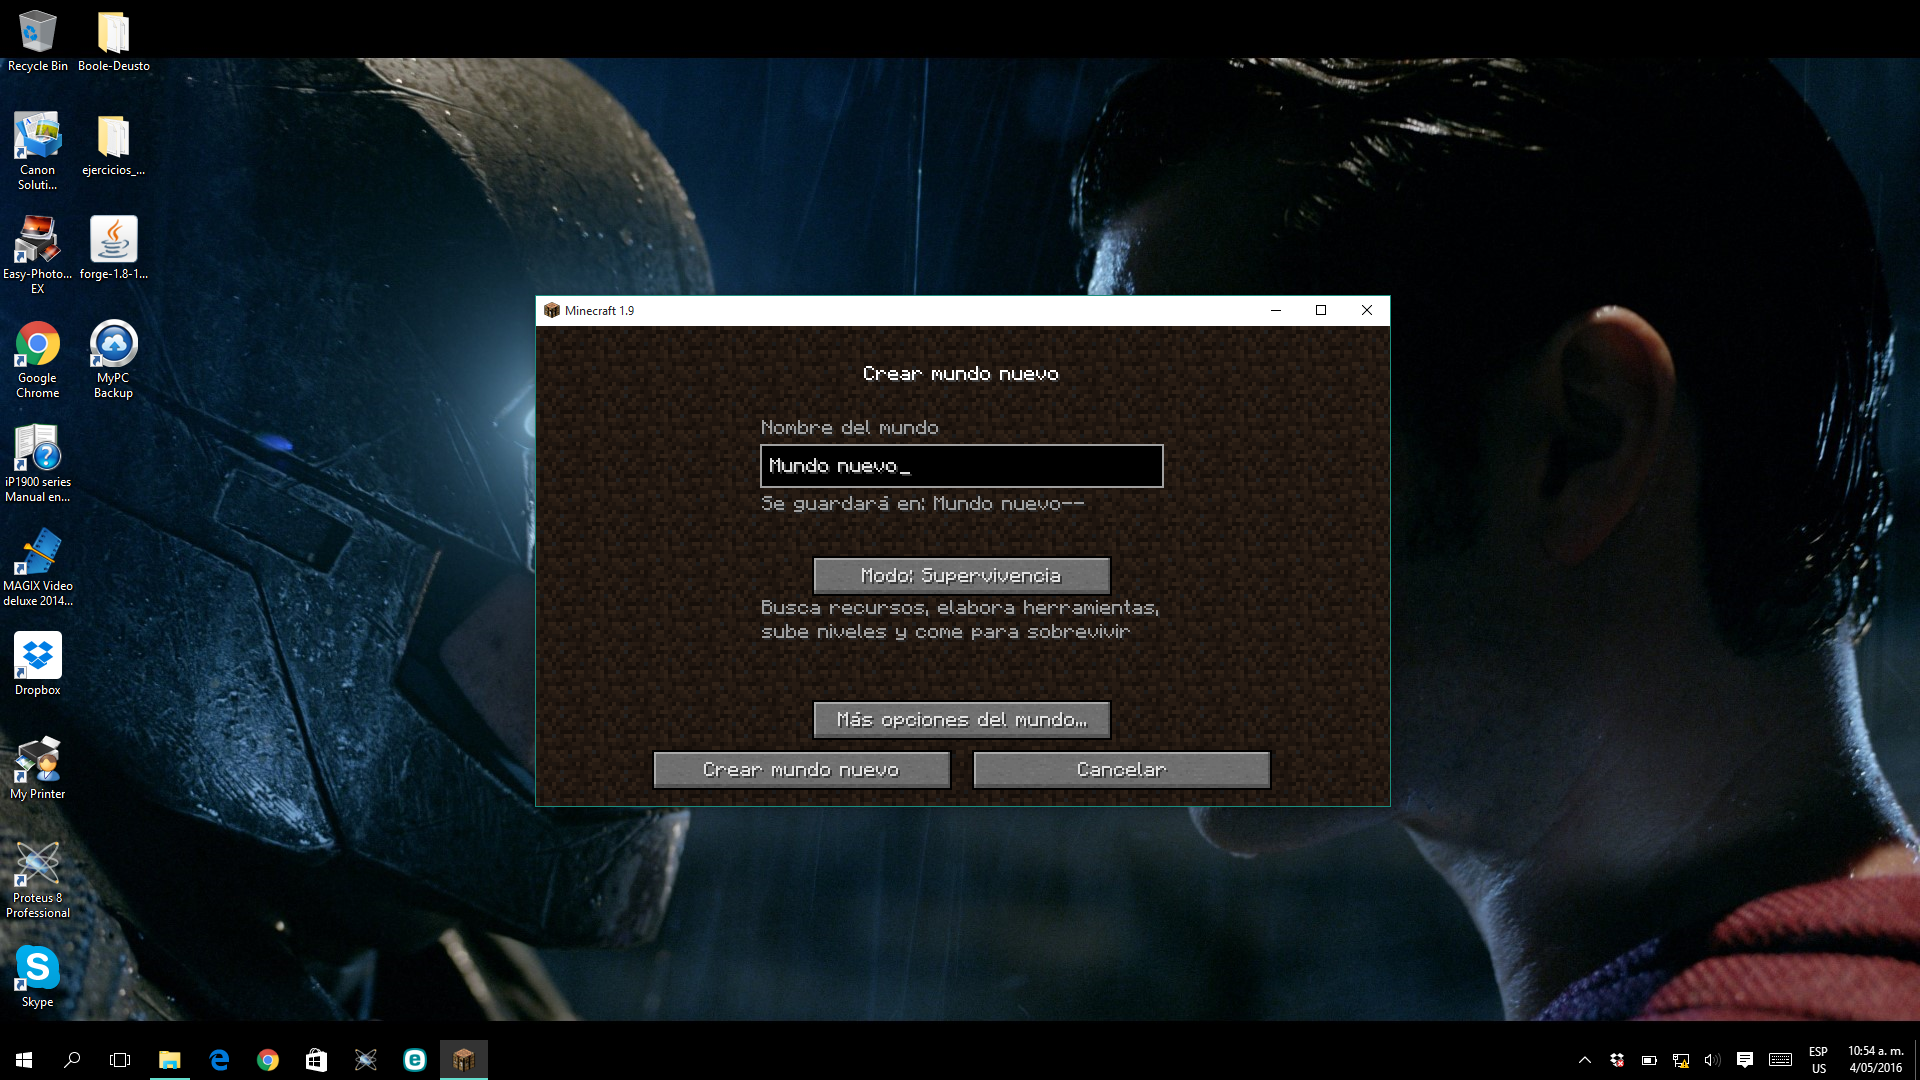 Recycle Bin
Boole-Deusto
Canon
Soluti...
ejercicios_...
Easy-Photo...
EX
forge-1.8-1...
Google
Chrome
MyPC
Backup
iP1900 series
Manual en...
MAGIX Video
deluxe 2014...
Dropbox
My Printer
Proteus 8
Professional
Skype
Minecraft 1.9
Crear mundo nuevo
Nombre del mundo
Mundo nuevo_
Se guardará en: Mundo nuevo--
Modo: Supervivencia
Busca recursos, elabora herramientas,
sube niveles y come para sobrevivir
Más opciones del mundo...
Crear mundo nuevo
Cancelar
ESP
US
10:54 a. m.
4/05/2016